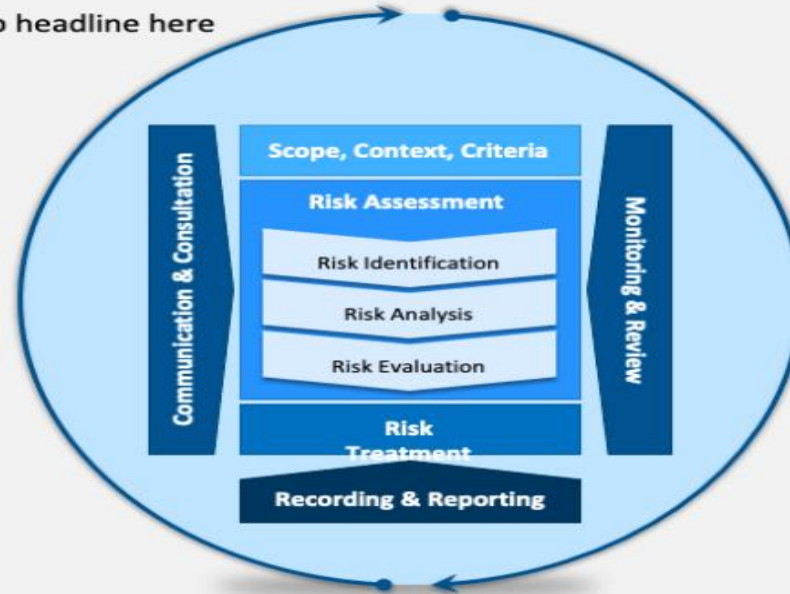 headline here
Scope, Context, Criteria
Risk Assessment
Risk Identification
Risk Analysis
Risk Evaluation
Risk
Treatment
Recording & Reporting
Communication & Consultation
Monitoring & Review